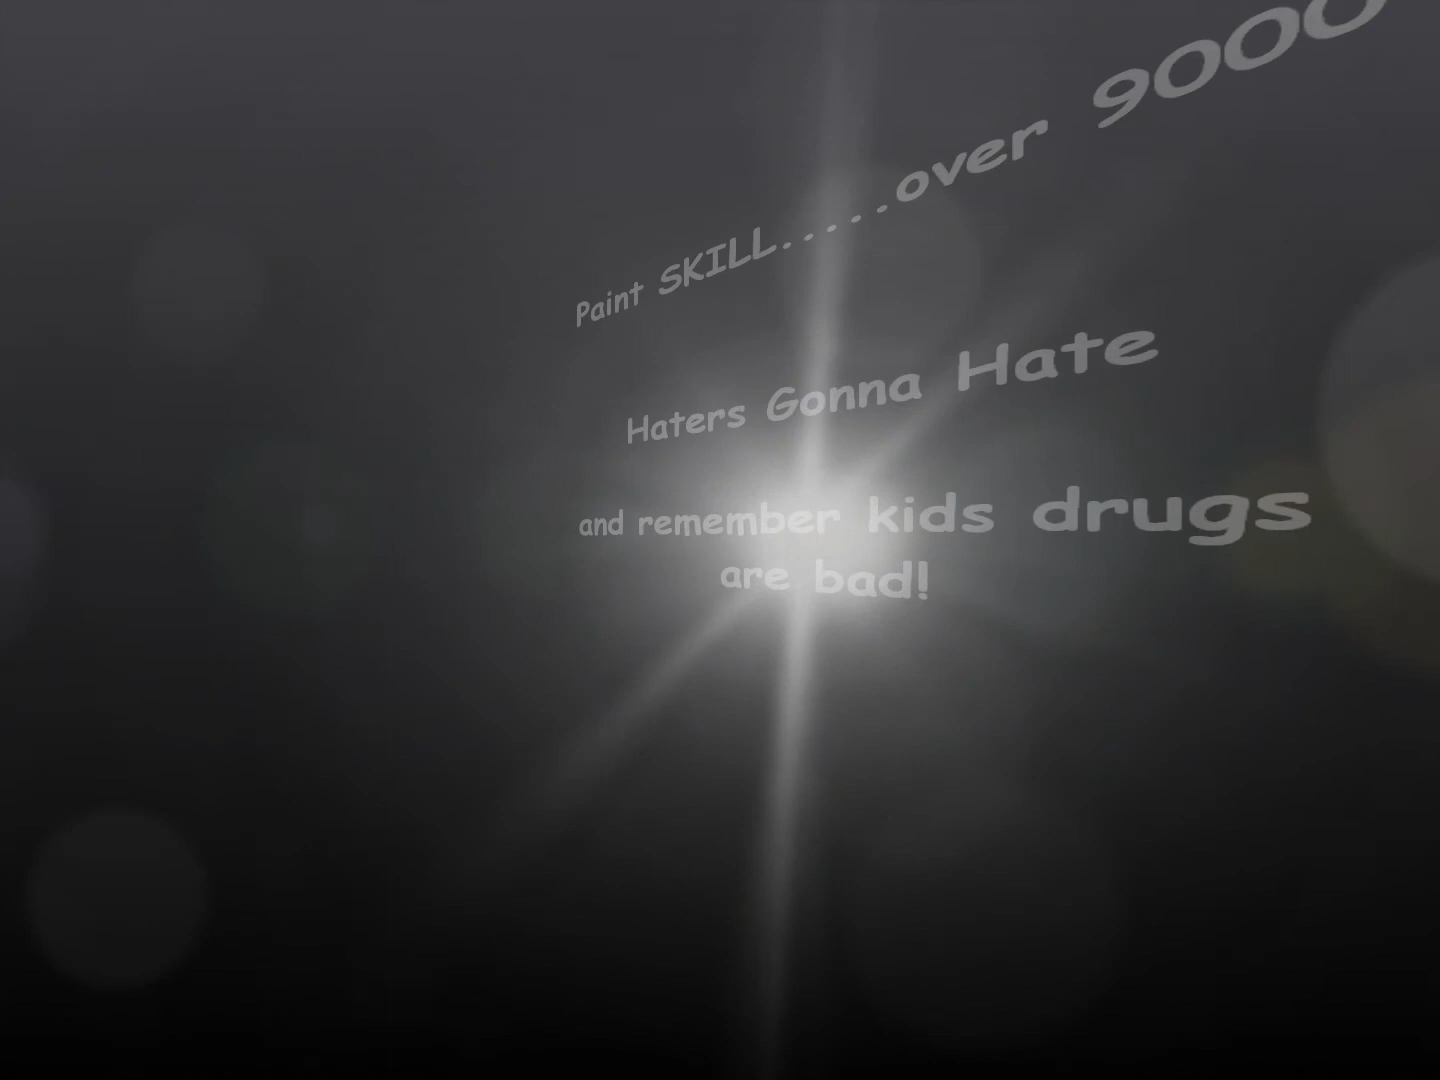 Paint SKILL.....over 9000
Haters Gonna Hate
and remember kids drugs
are bad!